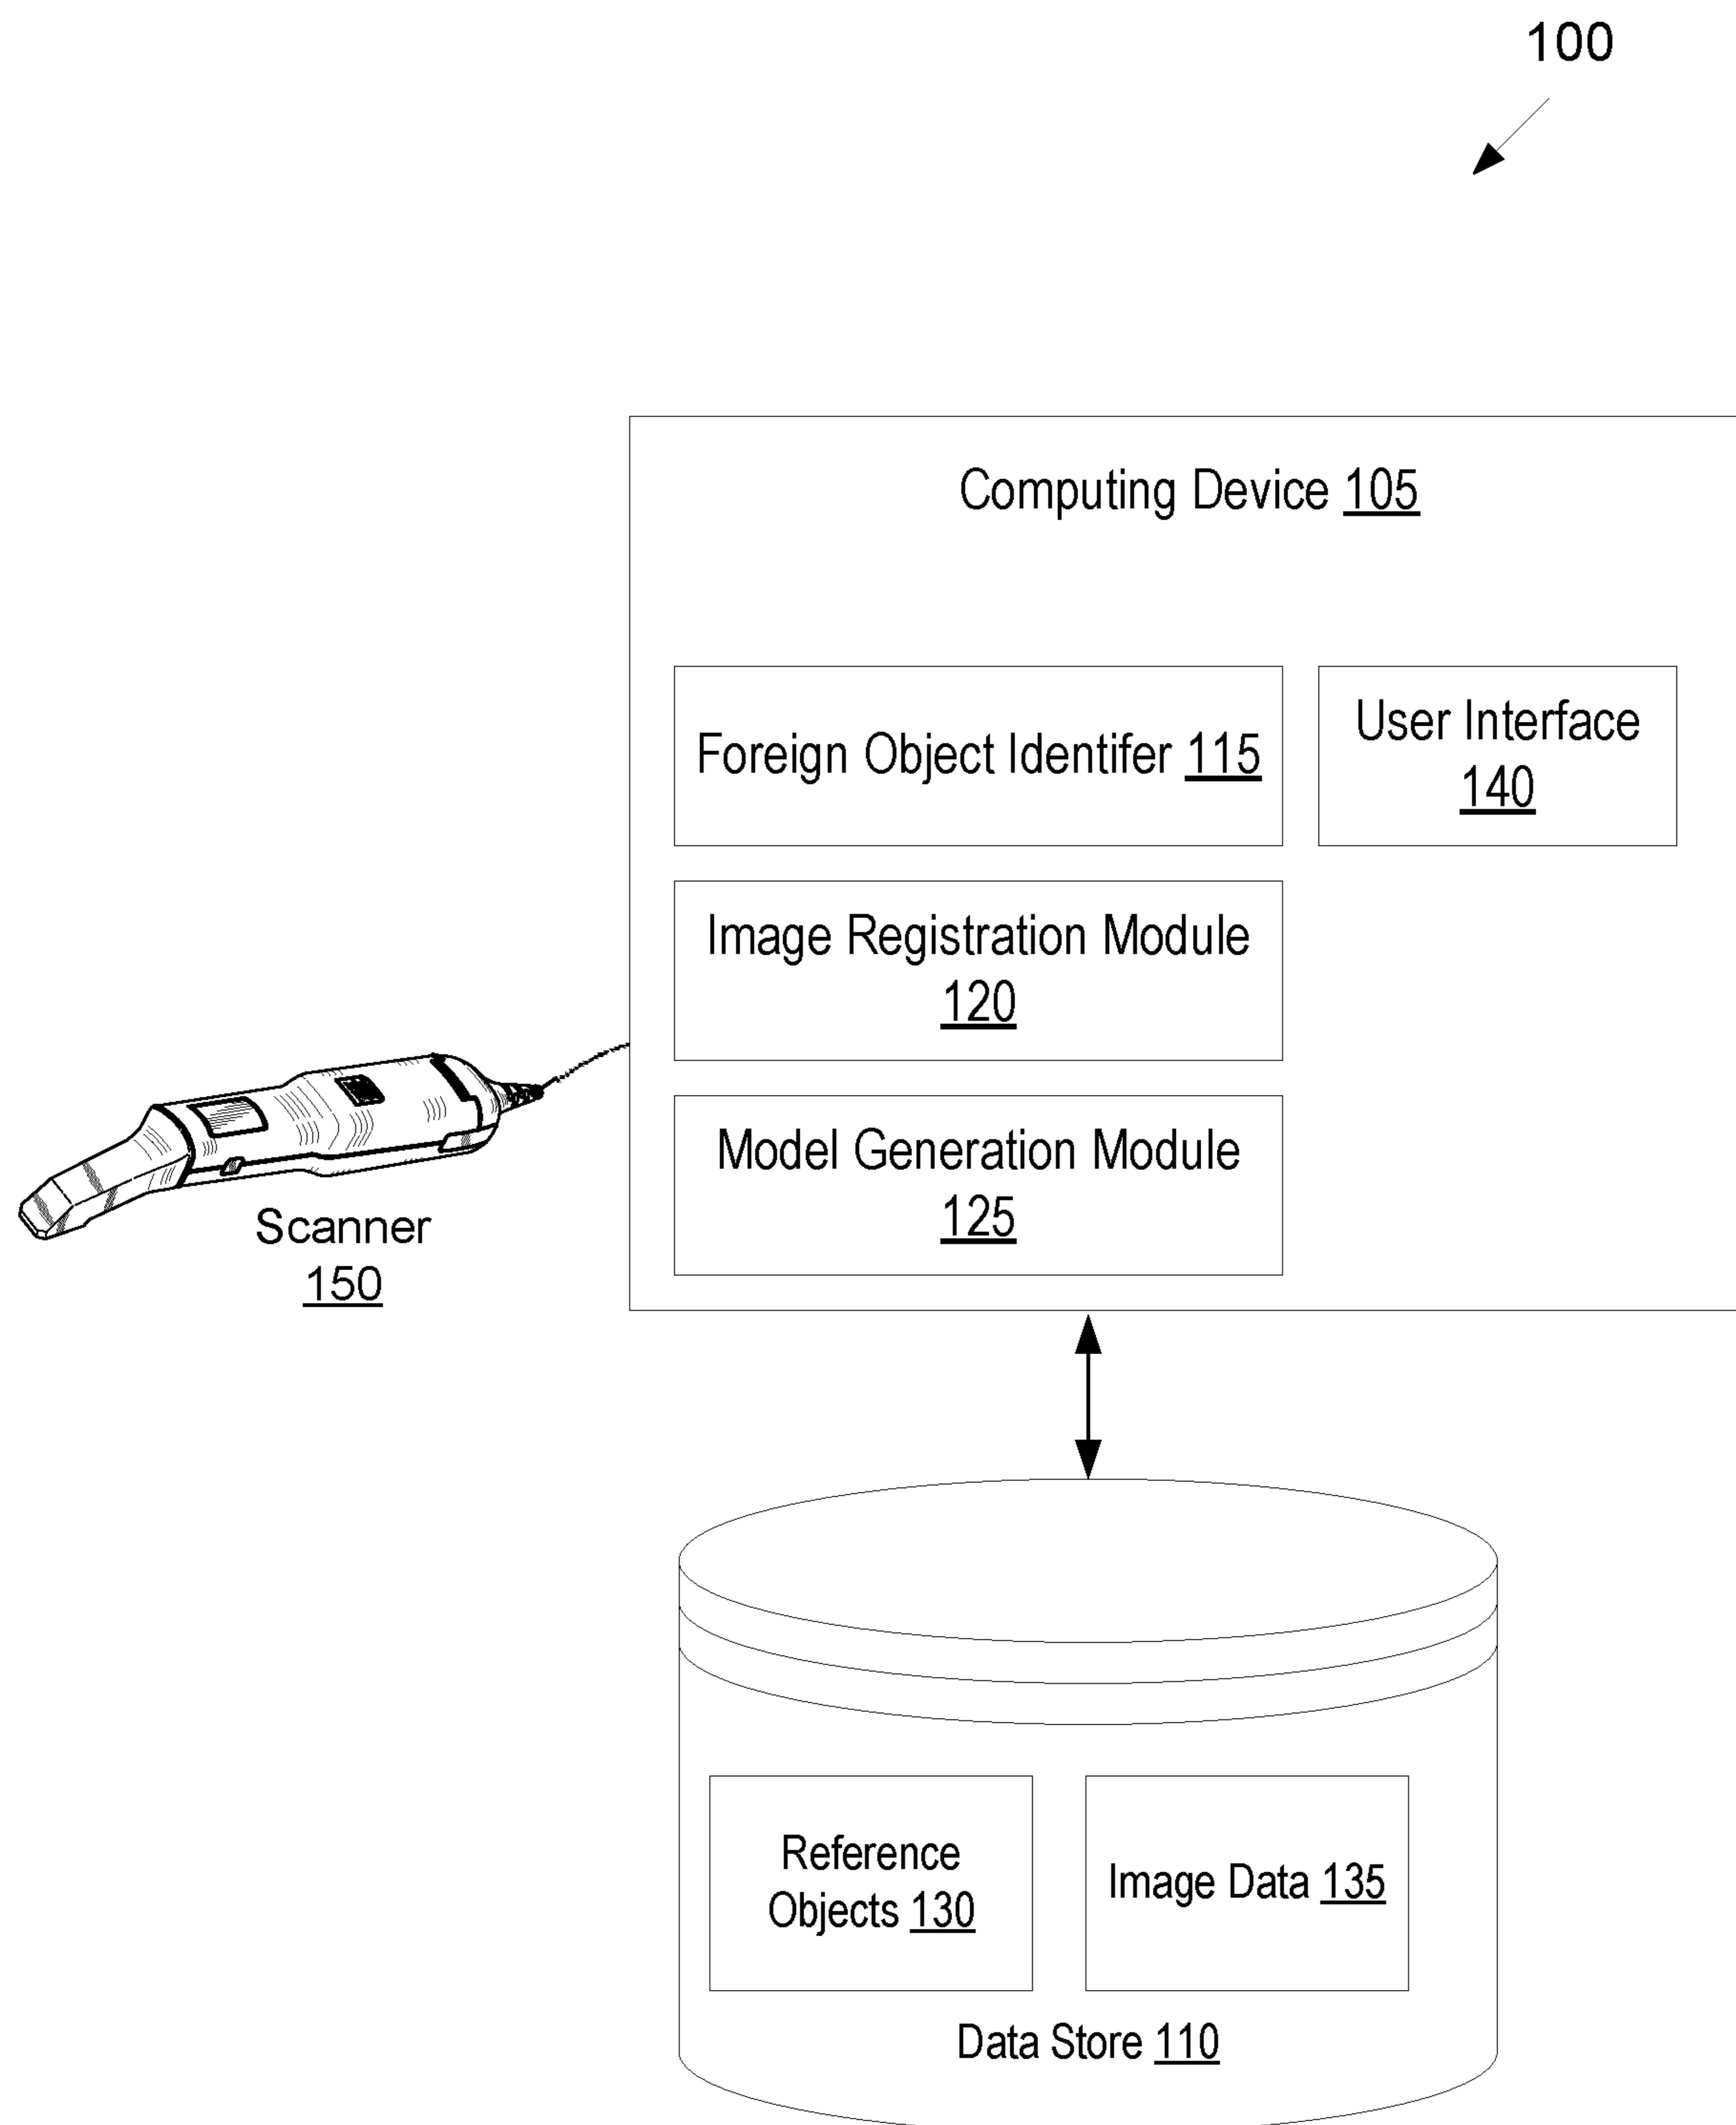 100
Computing Device 105
Foreign Object Identifer 115
User Interface
140
Image Registration Module
120
Model Generation Module
125
Scanner
150
Reference
Objects 130
Image Data 135
Data Store 110